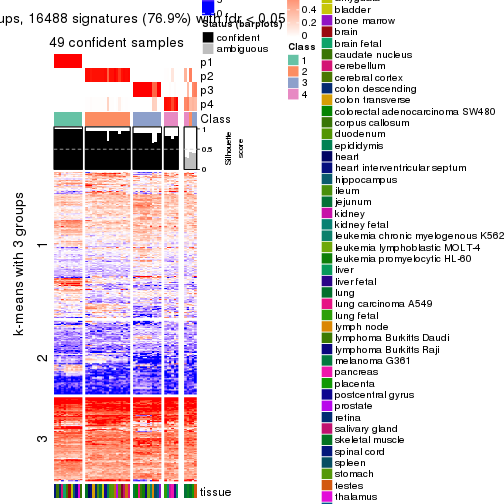 ups, 16488 signatures (76.9%) with fdr < 0.05
49 confident samples
p1
p2
p3
p4
Class
1
0.5
0
Silhouette
score
k-means with 3 groups
1
2
3
tissue
0
Status (barplots)
confident
ambiguous
0.4
0.2
0
Class
1
2
3
4
bladder
bone marrow
brain
brain fetal
caudate nucleus
cerebellum
cerebral cortex
colon descending
colon transverse
colorectal adenocarcinoma SW480
corpus callosum
duodenum
epididymis
heart
heart interventricular septum
hippocampus
ileum
jejunum
kidney
kidney fetal
leukemia chronic myelogenous K562
leukemia lymphoblastic MOLT-4
leukemia promyelocytic HL-60
liver
liver fetal
lung
lung carcinoma A549
lung fetal
lymph node
lymphoma Burkitts Daudi
lymphoma Burkitts Raji
melanoma G361
pancreas
placenta
postcentral gyrus
prostate
retina
salivary gland
skeletal muscle
spinal cord
spleen
stomach
testes
thalamus